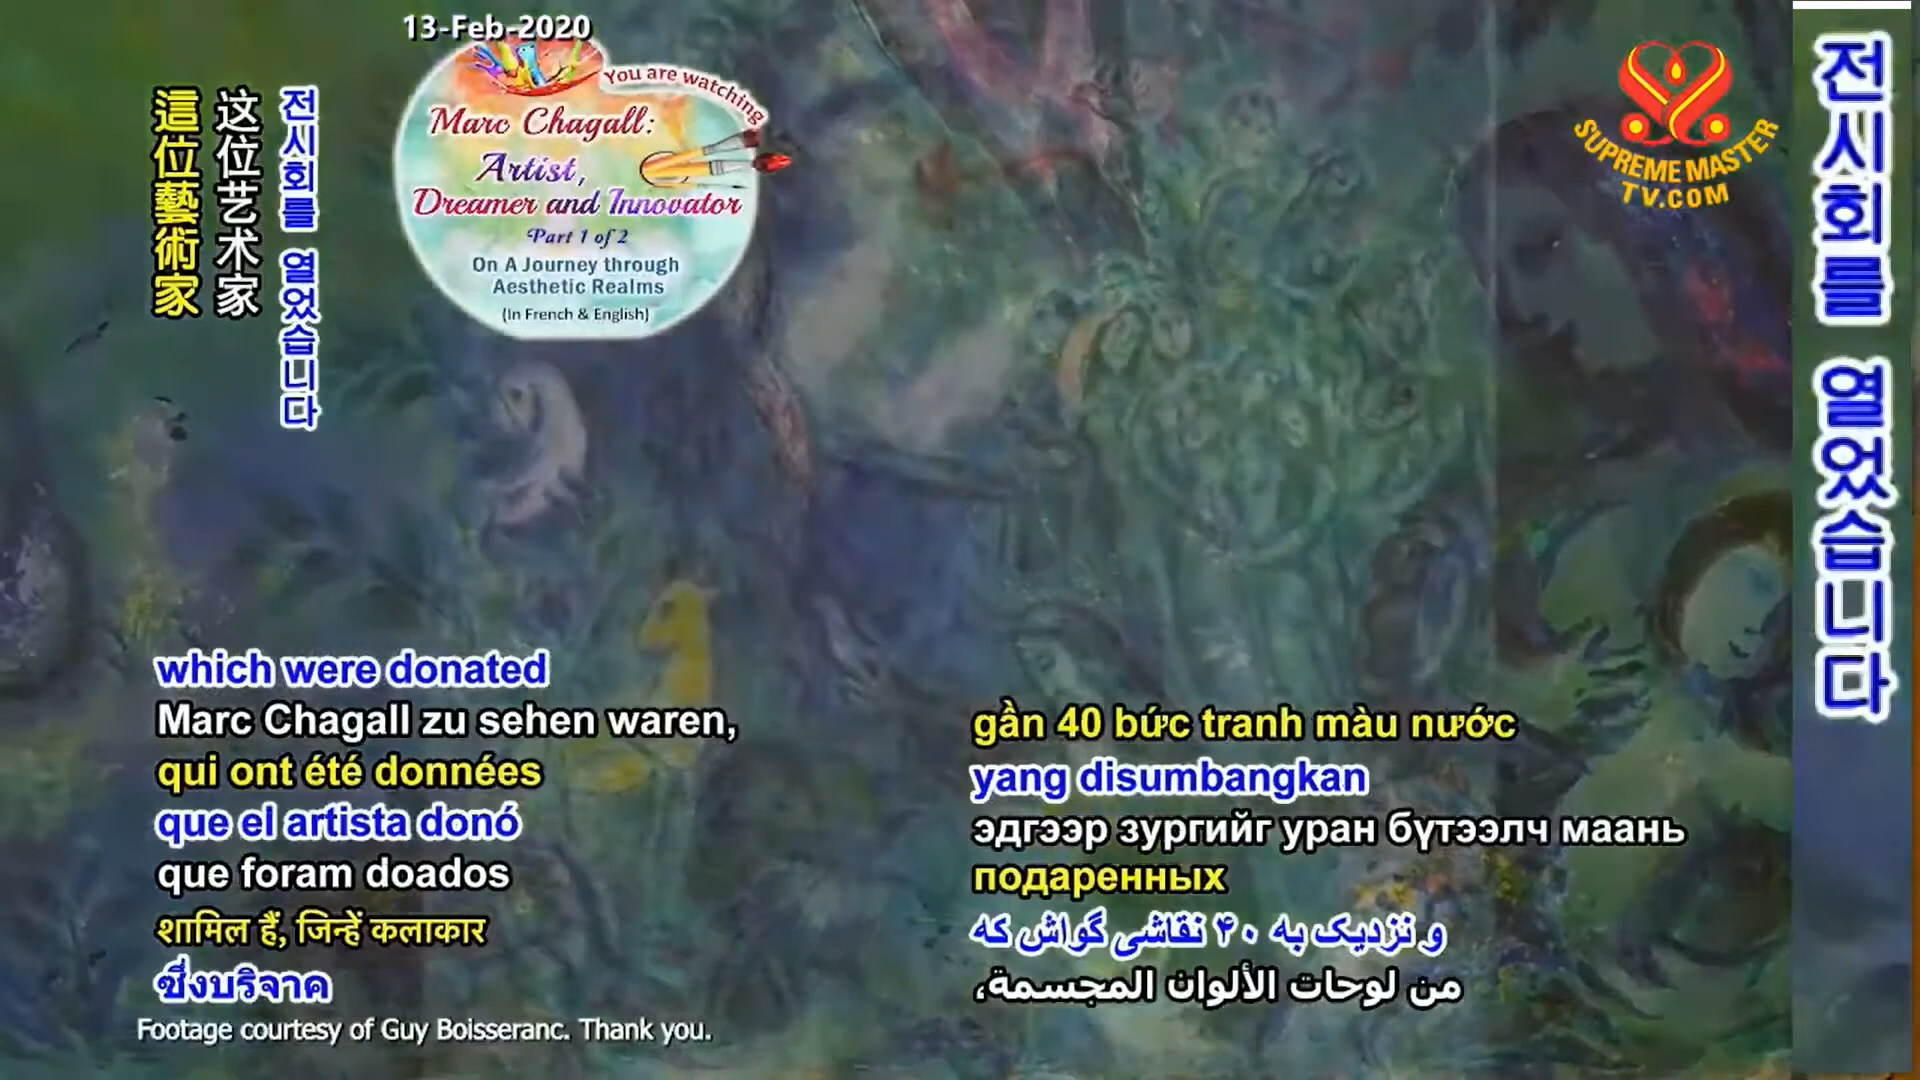 13-Feb-2020
You are watching
Marc Chagall:
Artist,
Dreamer and Innovator
Part 1 of 2
On A Journey through
Aesthetic Realms
(In French & English)
SUPREME MASTER
TV.COM
這位藝術家
这位艺术家
전시회를 열었습니다
전시회를 열었습니다
which were donated
Marc Chagall zu sehen waren,
qui ont été données
que el artista donó
que foram doados
शामिल हैं, जिन्हें कलाकार
ซึ่งบริจาค
gần 40 bức tranh màu nước
yang disumbangkan
эдгээр зургийг уран бүтээлч маань
подаренных
و نزدیک به ۴۰ نقاشی گواش که
من لوحات الألوان المجسمة،
Footage courtesy of Guy Boisseranc. Thank you.